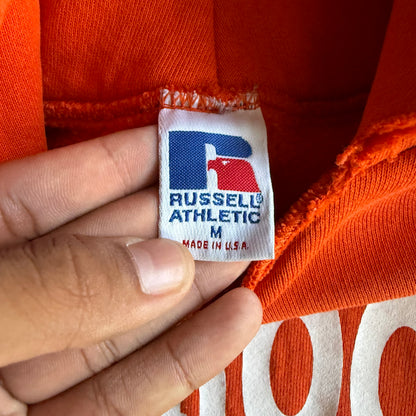 R
RUSSELL®
ATHLETIC
M
MADE IN U.S.A.